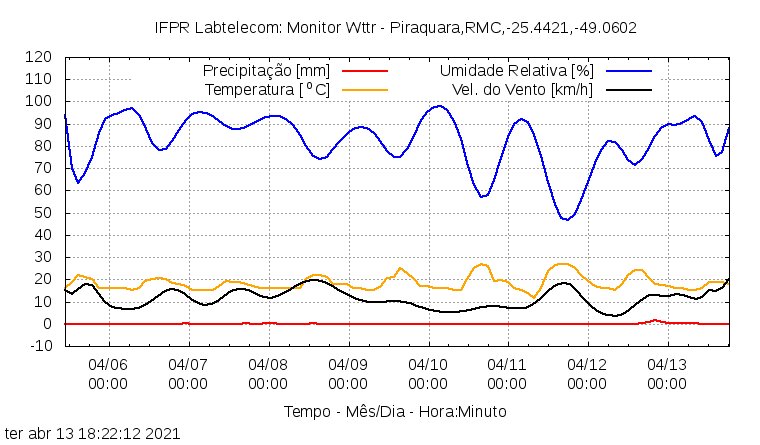 IFPR Labtelecom: Monitor Wttr - Piraquara,RMC,-25.4421,-49.0602
120
110
100
90
80
70
60
50
40
30
20
10
0
-10
Precipitação [mm]
Temperatura [ ⁰C]
Umidade Relativa [%]
Vel. do Vento [km/h]
04/06 04/07 04/08 04/09 04/10 04/11 04/12 04/13
00:00 00:00 00:00 00:00 00:00 00:00 00:00 00:00
Tempo - Mês/Dia - Hora:Minuto
ter abr 13 18:22:12 2021